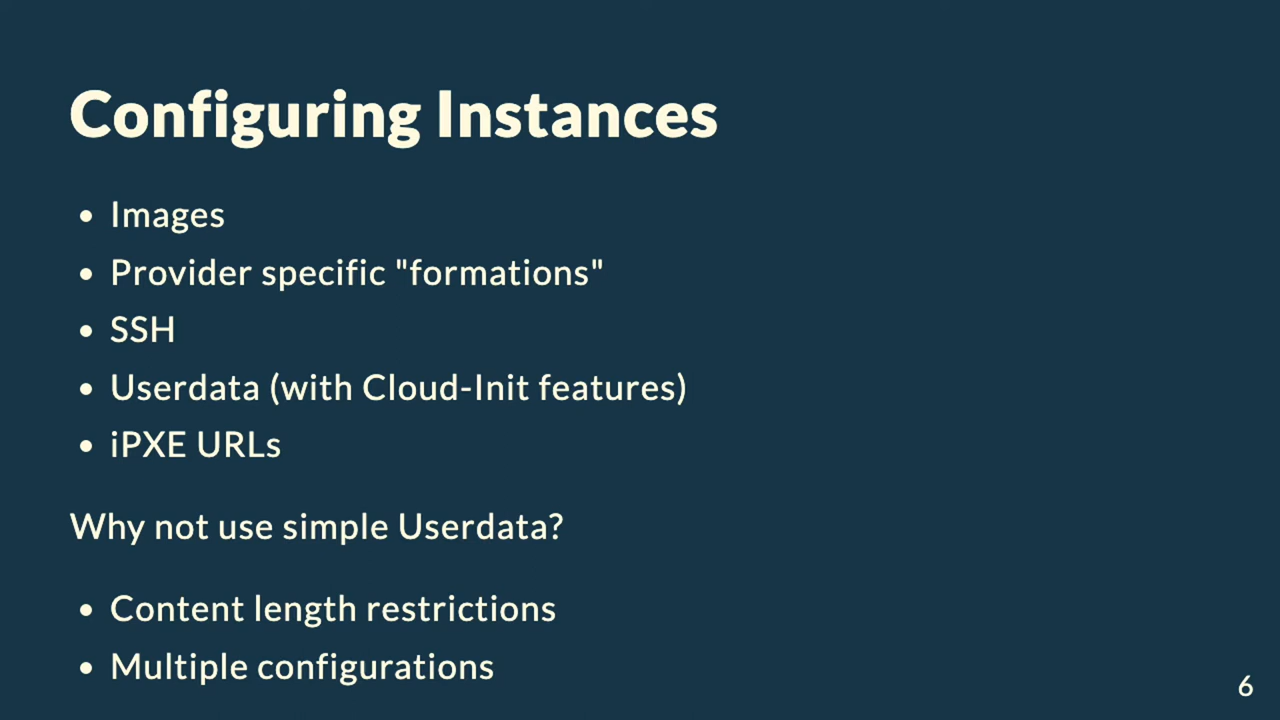 Configuring Instances
• Images
• Provider specific "formations"
• SSH
• Userdata (with Cloud-Init features)
• iPXE URLs
Why not use simple Userdata?
• Content length restrictions
• Multiple configurations
6